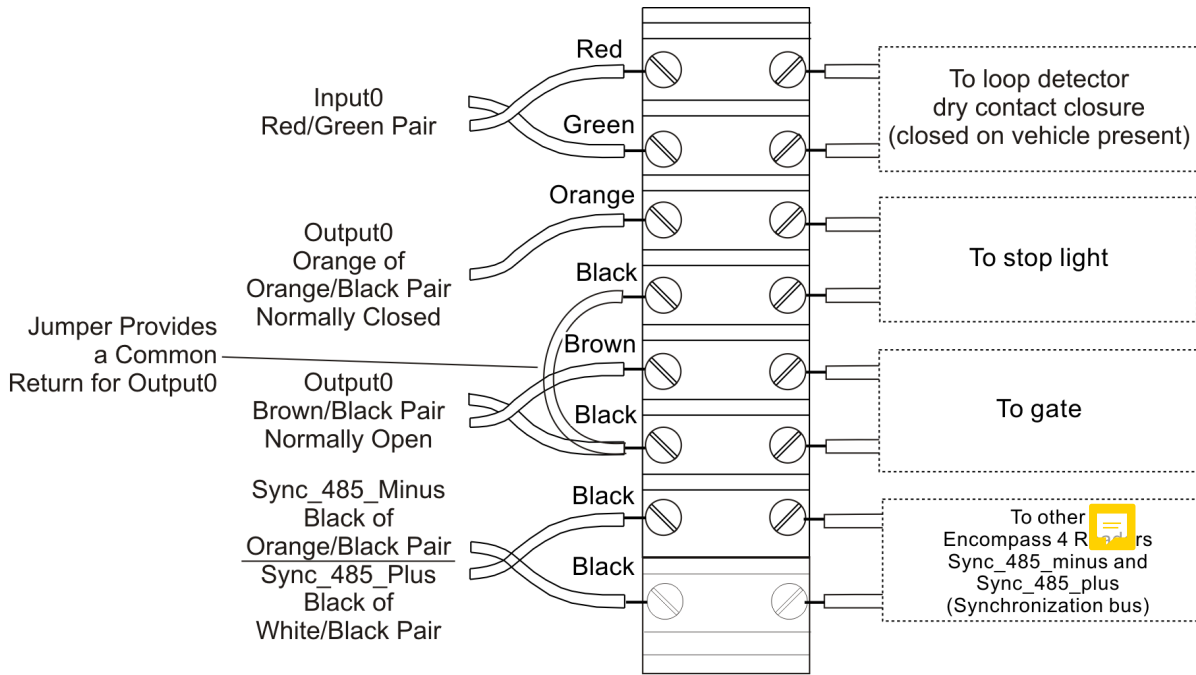 Red
Input0
Red/Green Pair
Green
To loop detector
dry contact closure
(closed on vehicle present)
Orange
Output0
Orange of
Orange/Black Pair
Normally Closed
Black
To stop light
Jumper Provides
a Common
Return for Output0
Brown
Output0
Brown/Black Pair
Normally Open
Black
To gate
Sync_485_Minus
Black of
Orange/Black Pair
Black
Sync_485_Plus
Black of
White/Black Pair
Black
To other
Encompass 4
Sync_485_minus and
Sync_485_plus
(Synchronization bus)